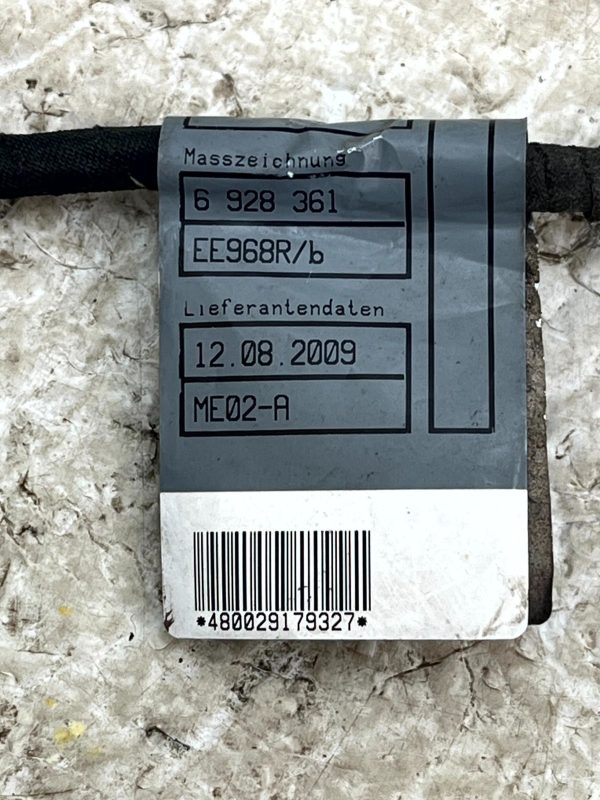 Masszeichnung
6 928 361
EE968R/b
Lieferantendaten
12.08.2009
ME02-A
*480029179327*